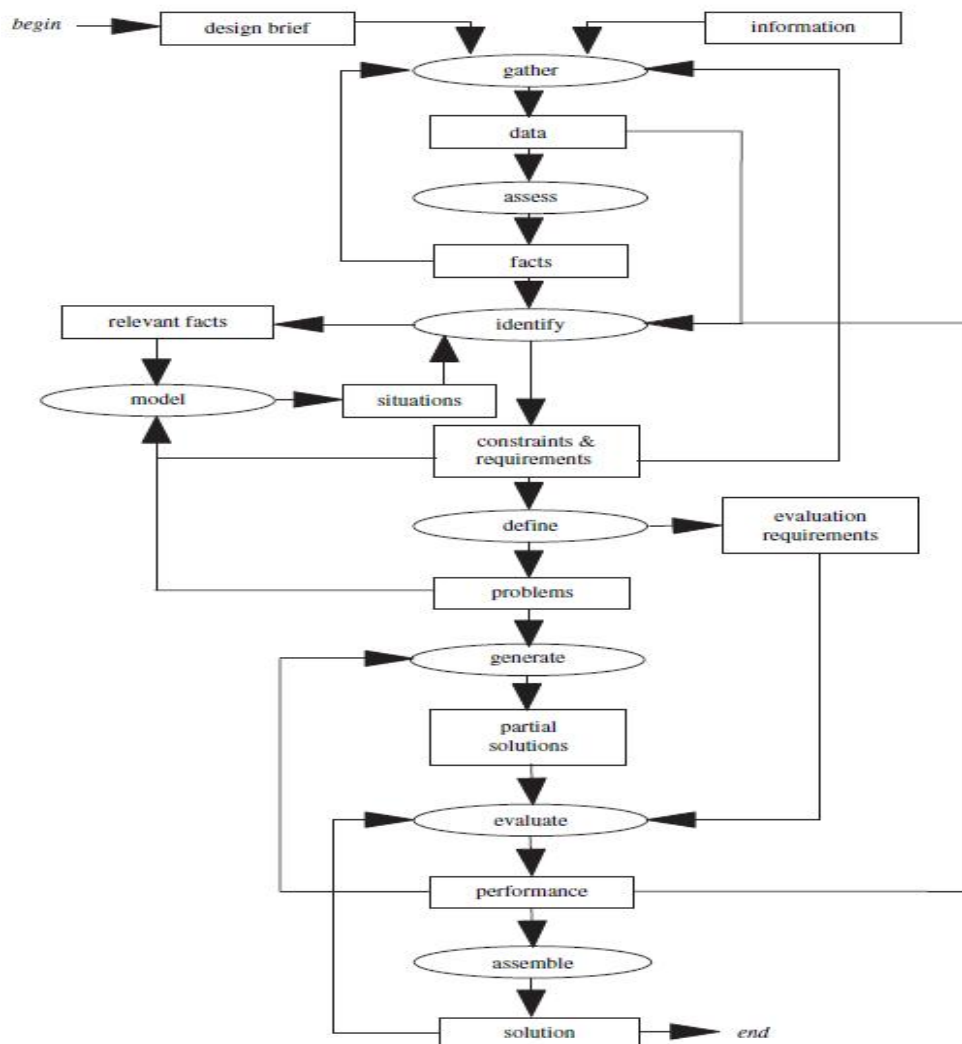 begin
design brief
information
gather
data
assess
facts
relevant facts
identify
model
situations
constraints &
requirements
define
evaluation
requirements
problems
generate
partial
solutions
evaluate
performance
assemble
solution
end